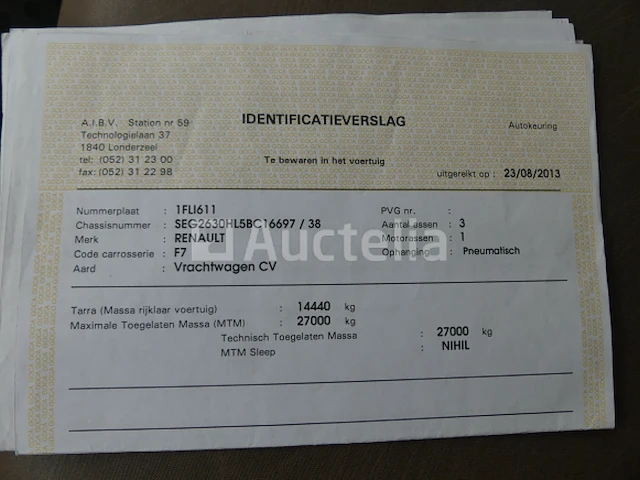 IDENTIFICATIEVERSLAG
A.I.B.V. Station nr 59
Technologielaan 37
1840 Londerzeel
tel: (052) 31 23 00
fax: (052) 31 22 98
Autokeuring
Te bewaren in het voertuig
uitgereikt op : 23/08/2013
Nummerplaat : 1FLI611
Chassisnummer : SEG2630HL5BC16697 / 38
Merk : RENAULT
Code carrosserie : F7
Aard : Vrachtwagen CV
PVG nr. :
Aantal assen : 3
Motorassen : 1
Ophanging : Pneumatisch
Auctelia
Tarra (Massa rijklaar voertuig) : 14440 kg
Maximale Toegelaten Massa (MTM) : 27000 kg
Technisch Toegelaten Massa : 27000 kg
MTM Sleep : NIHIL